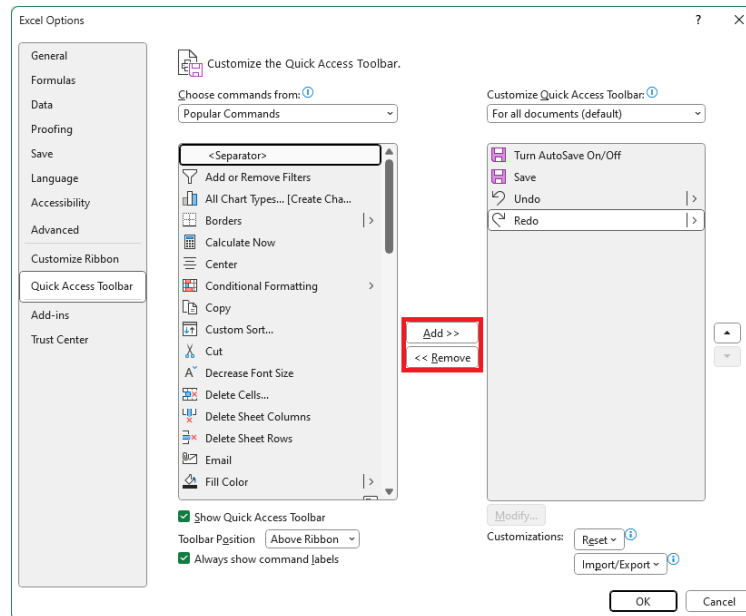 Excel Options
?
General
Formulas
Data
Proofing
Save
Language
Accessibility
Advanced
Customize Ribbon
Quick Access Toolbar
Add-ins
Trust Center
Customize the Quick Access Toolbar.
Choose commands from:
Popular Commands
<Separator>
Add or Remove Filters
All Chart Types... [Create Cha...
Borders
Calculate Now
Center
Conditional Formatting
Copy
Custom Sort...
Cut
Decrease Font Size
Delete Cells...
Delete Sheet Columns
Delete Sheet Rows
Email
Fill Color
Show Quick Access Toolbar
Toolbar Position Above Ribbon
Always show command labels
Add >>
<< Remove
Customize Quick Access Toolbar:
For all documents (default)
Turn AutoSave On/Off
Save
Undo
Redo
Modify...
Customizations: Reset
Import/Export
OK Cancel